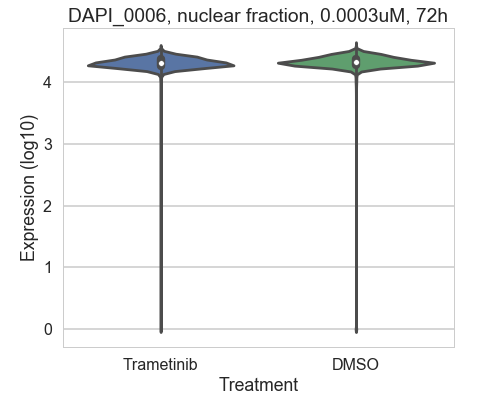 DAPI_0006, nuclear fraction, 0.0003uM, 72h
Expression (log10)
4
3
2
1
0
Trametinib DMSO
Treatment